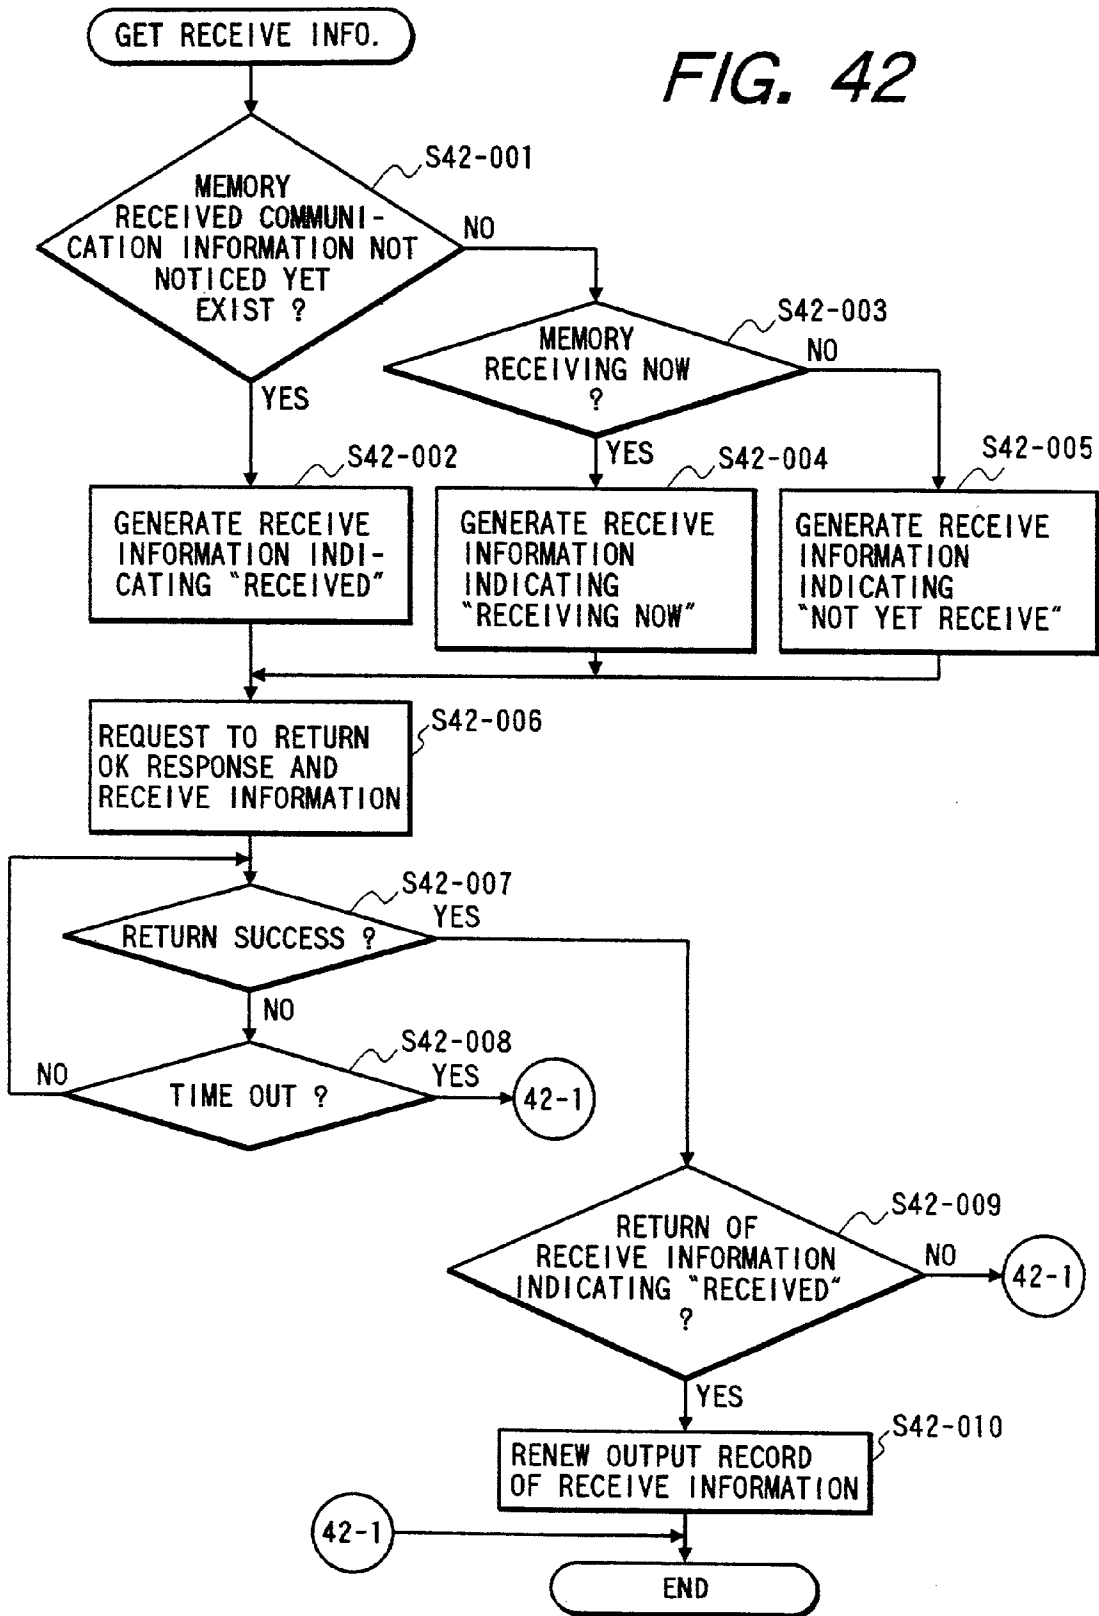 GET RECEIVE INFO.
FIG. 42
S42-001
MEMORY
RECEIVED COMMUNI-
CATION INFORMATION NOT
NOTICED YET
EXIST ?
NO
YES
S42-003
MEMORY
RECEIVING NOW
?
NO
YES
S42-002
GENERATE RECEIVE
INFORMATION INDI-
CATING "RECEIVED"
S42-004
GENERATE RECEIVE
INFORMATION
INDICATING
"RECEIVING NOW"
S42-005
GENERATE RECEIVE
INFORMATION
INDICATING
"NOT YET RECEIVE"
S42-006
REQUEST TO RETURN
OK RESPONSE AND
RECEIVE INFORMATION
S42-007
RETURN SUCCESS ?
YES
NO
S42-008
TIME OUT ?
NO
YES
42-1
S42-009
RETURN OF
RECEIVE INFORMATION
INDICATING "RECEIVED"
?
NO
42-1
YES
S42-010
RENEW OUTPUT RECORD
OF RECEIVE INFORMATION
42-1
END